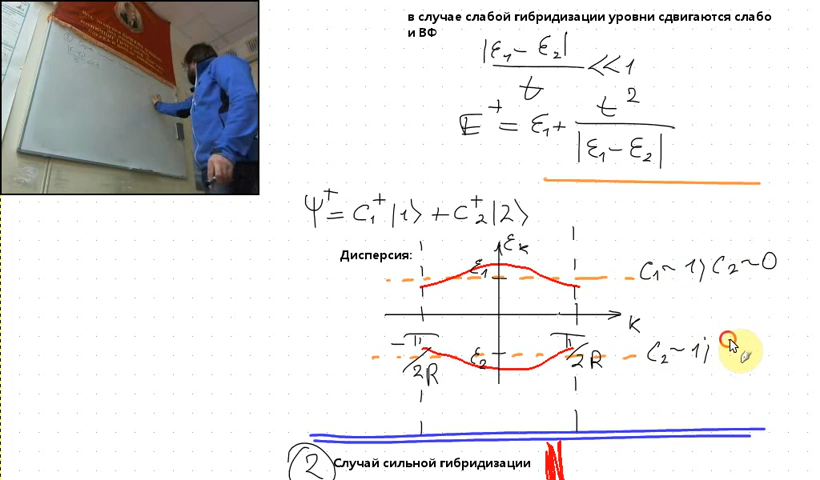 в случае слабой гибридизации уровни сдвигаются слабо
и ВФ
|ε₁ − ε₂| / t << 1
E⁺ = ε₁ + t² / |ε₁ − ε₂|
Ψ⁺ = C₁⁺|1⟩ + C₂⁺|2⟩
Дисперсия:
εₖ
ε₁
C₁ ~ 1; C₂ ~ 0
K
−π/2R
ε₂
π/2R
C₂ ~ 1;
2 Случай сильной гибридизации